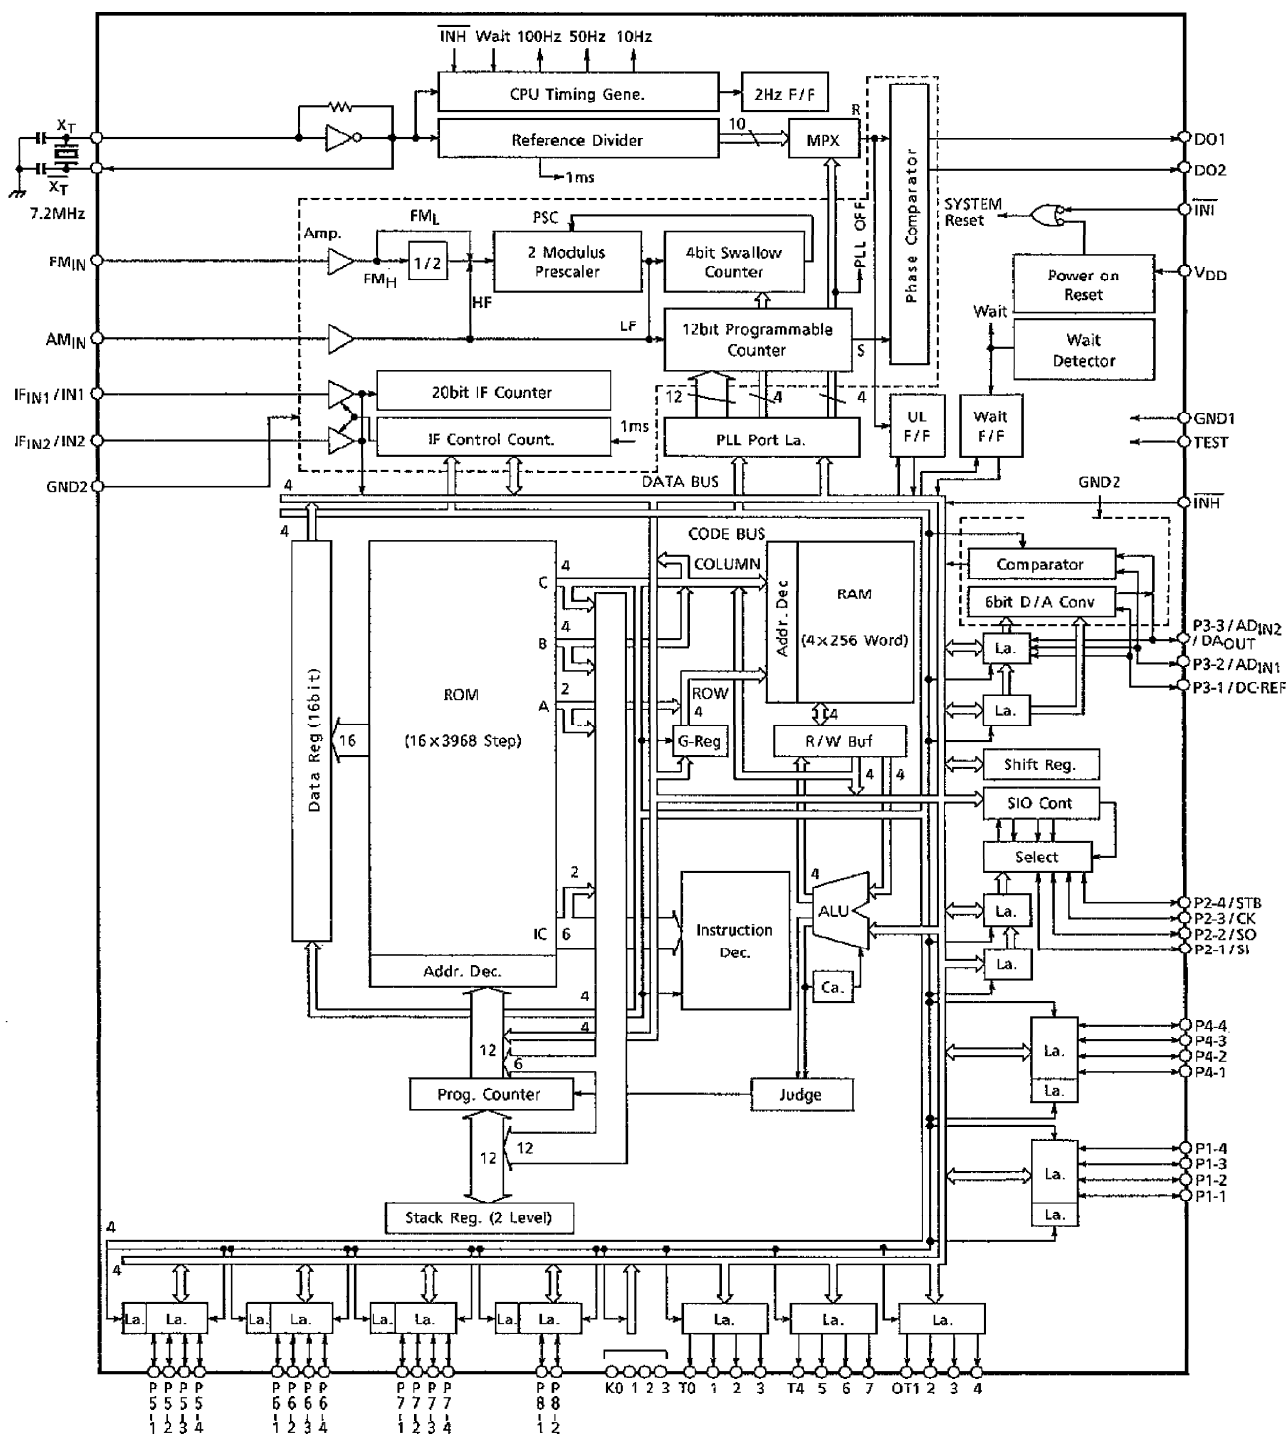 INH Wait 100Hz 50Hz 10Hz
CPU Timing Gene.
2Hz F/F
XT
Reference Divider
10
MPX
R
DO1
XT
7.2MHz
1ms
DO2
Phase Comparator
SYSTEM
Reset
INI
FML
PSC
PLL OFF
Amp.
FMIN
FMH
1/2
2 Modulus
Prescaler
4bit Swallow
Counter
Power on
Reset
VDD
HF
LF
AMIN
12bit Programmable
Counter
S
Wait
Wait
Detector
IFIN1/IN1
20bit IF Counter
12
4
4
IFIN2/IN2
IF Control Count.
1ms
PLL Port La.
UL
F/F
Wait
F/F
GND1
TEST
GND2
4
DATA BUS
GND2
INH
4
CODE BUS
Data Reg (16bit)
ROM
(16×3968 Step)
16
C
4
COLUMN
B
4
A
2
ROW
4
G-Reg
Addr. Dec
RAM
(4×256 Word)
4
R/W Buf
4
4
Comparator
6bit D/A Conv
La.
La.
P3-3/ADIN2
/DAOUT
P3-2/ADIN1
P3-1/DC-REF
Shift Reg.
SIO Cont
Select
La.
La.
P2-4/STB
P2-3/CK
P2-2/SO
P2-1/SI
2
IC
6
Instruction
Dec.
4
ALU
Ca.
Addr. Dec.
4
4
12
6
Prog. Counter
Judge
12
12
Stack Reg. (2 Level)
La.
La.
P4-4
P4-3
P4-2
P4-1
La.
La.
P1-4
P1-3
P1-2
P1-1
4
4
La. La.
La. La.
La. La.
La.
La.
La.
La.
P5-1
P5-2
P5-3
P5-4
P6-1
P6-2
P6-3
P6-4
P7-1
P7-2
P7-3
P7-4
P8-1
P8-2
K0 1 2 3
T0 1 2 3
T4 5 6 7
OT1 2 3 4